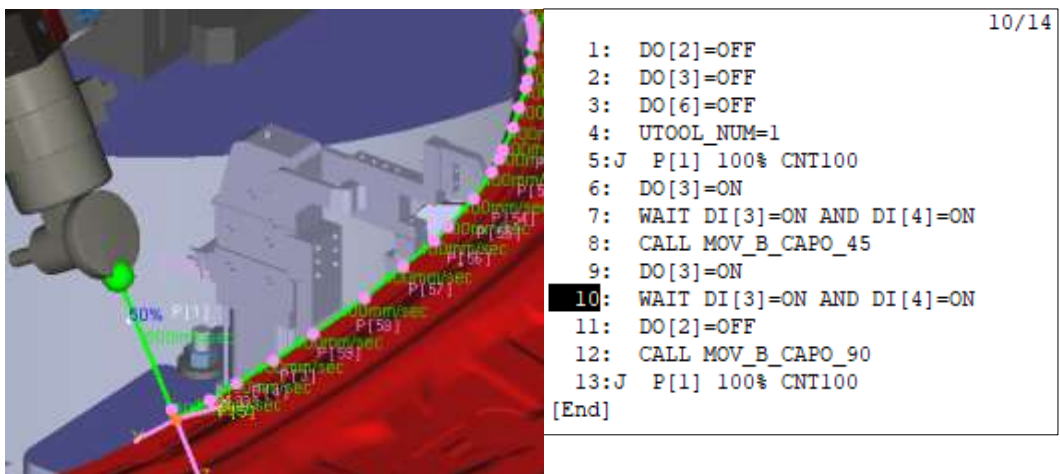 50% P[1]
P[54]
P[55]
P[56]
P[57]
P[58]
P[59]
10/14
1: DO[2]=OFF
2: DO[3]=OFF
3: DO[6]=OFF
4: UTOOL_NUM=1
5:J P[1] 100% CNT100
6: DO[3]=ON
7: WAIT DI[3]=ON AND DI[4]=ON
8: CALL MOV_B_CAPO_45
9: DO[3]=ON
10: WAIT DI[3]=ON AND DI[4]=ON
11: DO[2]=OFF
12: CALL MOV_B_CAPO_90
13:J P[1] 100% CNT100
[End]